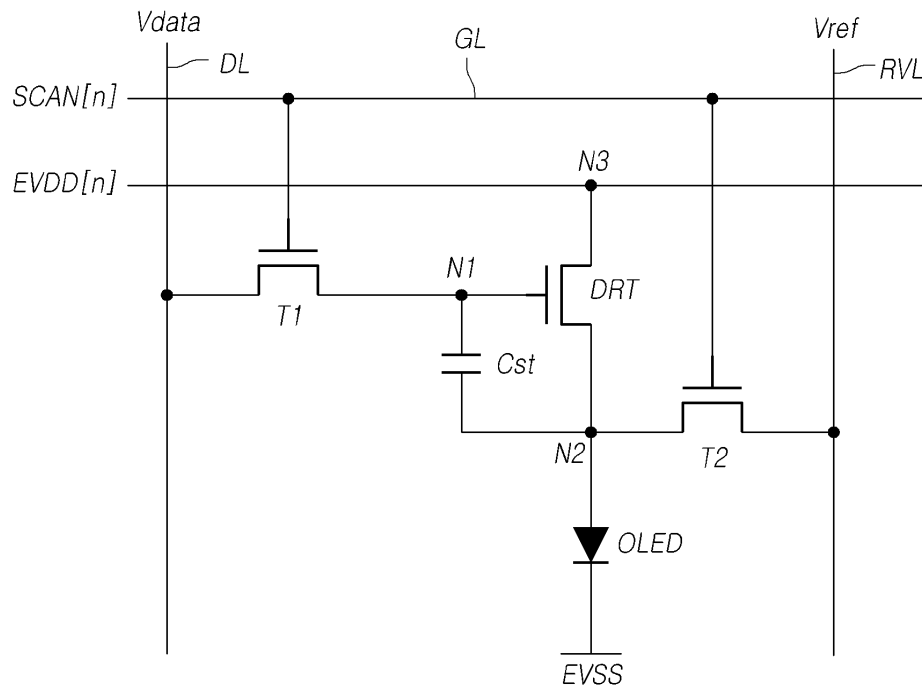 Vdata
Vref
DL
GL
RVL
SCAN[n]
EVDD[n]
N3
N1
DRT
T1
Cst
N2
T2
OLED
EVSS